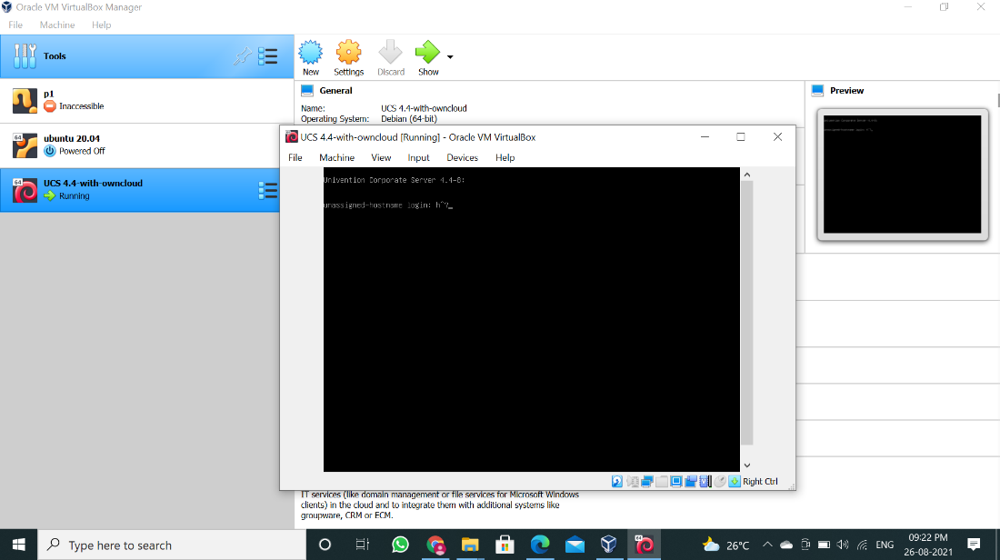 Oracle VM VirtualBox Manager
File Machine Help
Tools
New Settings Discard Show
p1
Inaccessible
64
ubuntu 20.04
Powered Off
64
UCS 4.4-with-owncloud
Running
General
Name: UCS 4.4-with-owncloud
Operating System: Debian (64-bit)
Preview
UCS 4.4-with-owncloud [Running] - Oracle VM VirtualBox
File Machine View Input Devices Help
Univention Corporate Server 4.4-8:
unassigned-hostname login: h^?_
Right Ctrl
IT services (like domain management or file services for Microsoft Windows
clients) in the cloud and to integrate them with additional systems like
groupware, CRM or ECM.
Type here to search
26°C
ENG
09:22 PM
26-08-2021